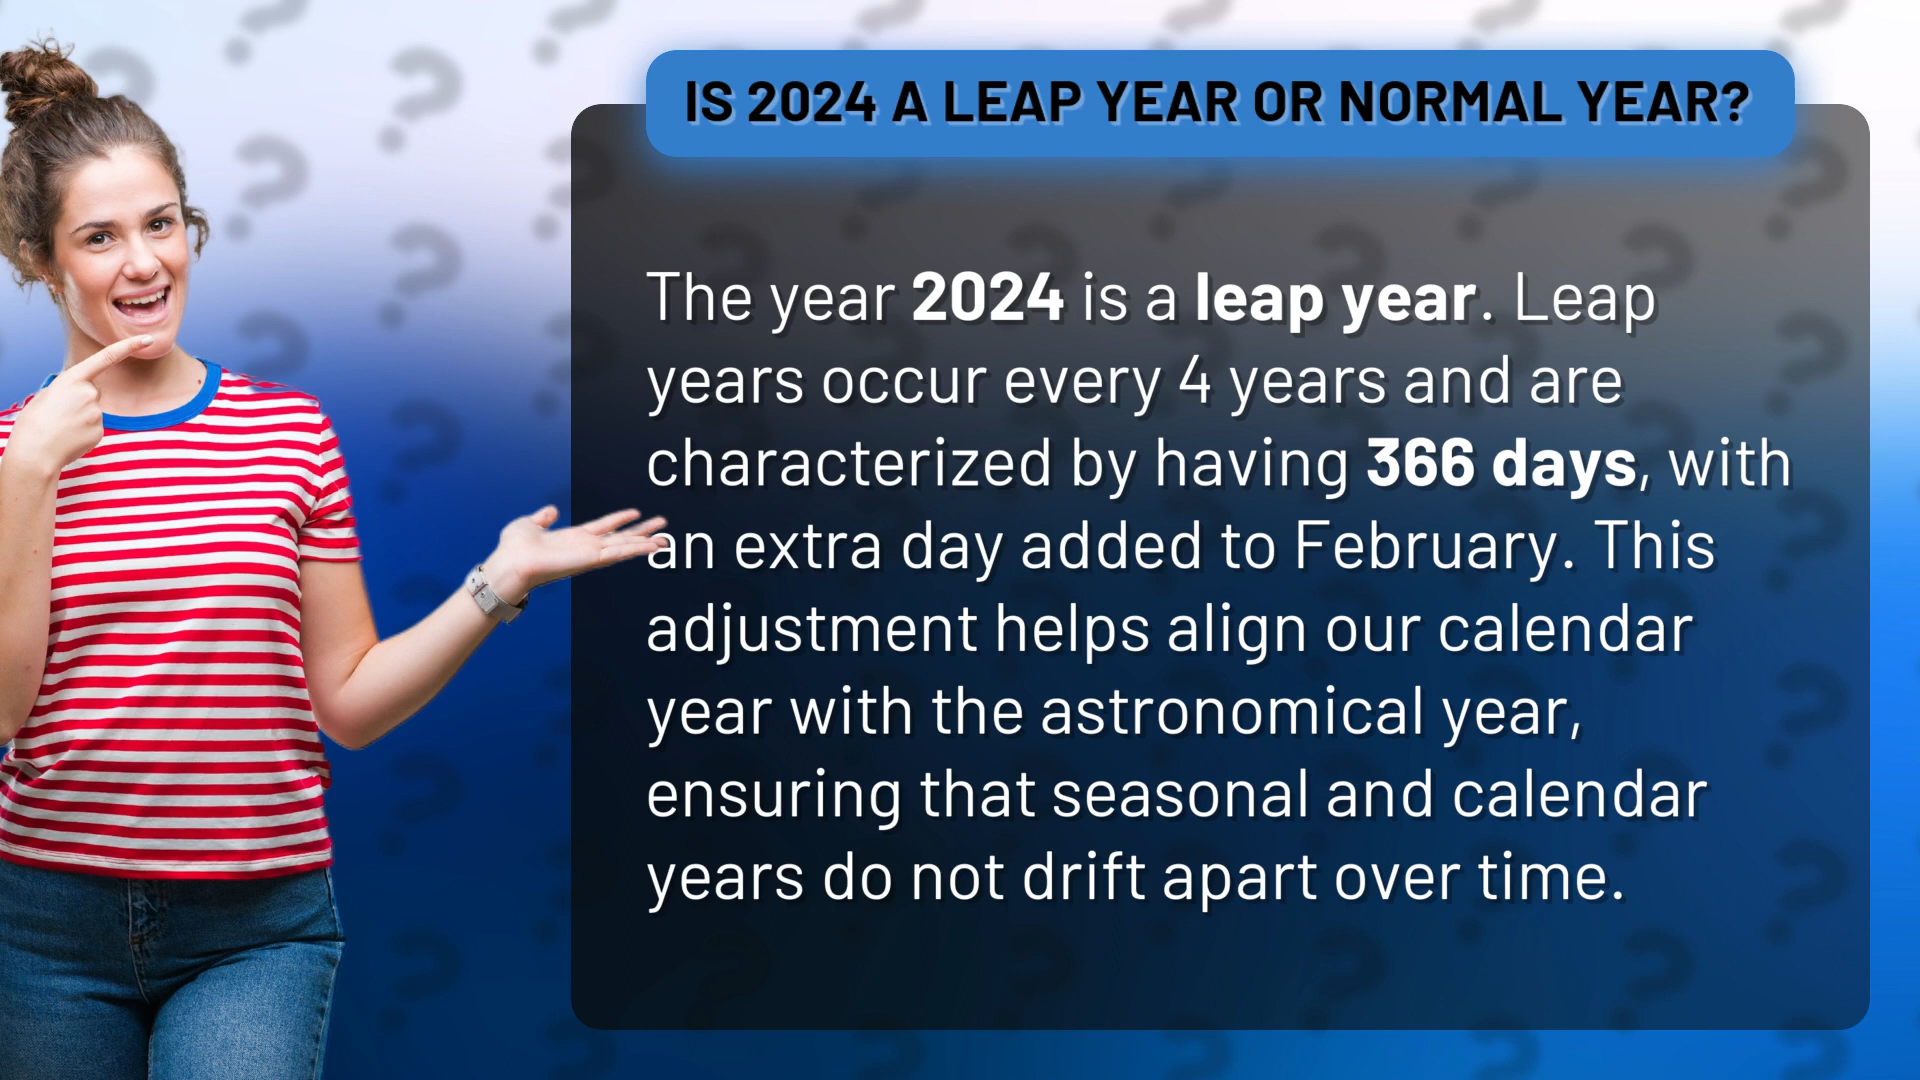 IS 2024 A LEAP YEAR OR NORMAL YEAR?
The year 2024 is a leap year. Leap
years occur every 4 years and are
characterized by having 366 days, with
an extra day added to February. This
adjustment helps align our calendar
year with the astronomical year,
ensuring that seasonal and calendar
years do not drift apart over time.